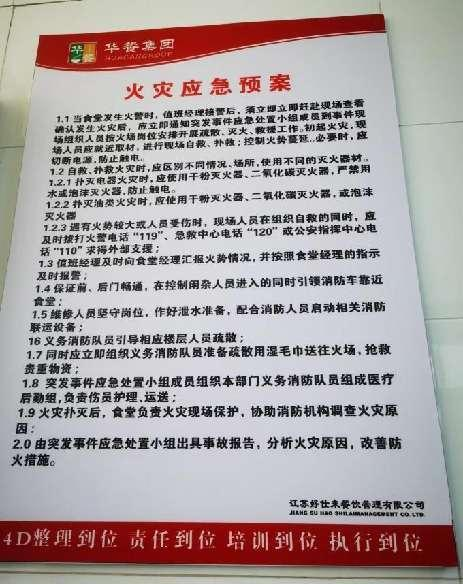 华餐
华餐集团
HUACANGROUP
火灾应急预案
1.1 当食堂发生火警时，值班经理接警后，须立即立即赶赴现场查看
确认发生火灾后，应立即通知突发事件应急处置小组成员到事件现
场组织人员按火场岗位安排开展疏散、灭火、救援工作。初起火灾，现
场人员应就近取材，进行现场自救、扑救；控制火势蔓延..必要时，应
切断电源，防止触电。
1.2 自救、扑救火灾时，应区别不同情况、场所，使用不同的灭火器材..
1.2.1 扑灭电器火灾时，应使用干粉灭火器、二氧化碳灭火器，严禁用
水或泡沫灭火器，防止触电。
1.2.2 扑灭油类火灾时，应使用干粉灭火器、二氧化碳灭火器，或泡沫
灭火器
1.2.3 遇有火势较大或人员受伤时，现场人员在组织自救的同时，应
及时拨打火警电话“119”、急救中心电话“120”或公安指挥中心电
话“110”求得外部支援；
1.3 值班经理及时向食堂经理汇报火势情况，并按照食堂经理的指示
及时报警；
1.4 保证前、后门畅通，在控制闲杂人员进入的同时引领消防车靠近
食堂；
1.5 维修人员坚守岗位，作好泄水准备，配合消防人员启动相关消防
联运设备；
16 义务消防队员引导相应楼层人员疏散；
1.7 同时应立即组织义务消防队员准备疏散用湿毛巾送往火场，抢救
贵重物资；
1.8 突发事件应急处置小组成员组织本部门义务消防队员组成医疗
后勤组，负责伤员护理，运送；
1.9 火灾扑灭后，食堂负责火灾现场保护，协助消防机构调查火灾原
因；
2.0 由突发事件应急处置小组出具事故报告，分析火灾原因，改善防
火措施。
江苏好仕来餐饮管理有限公司
JIANG SU HAO SHILAIMANAGEMENT CO.,LTD.
4D整理到位 责任到位 培训到位 执行到位